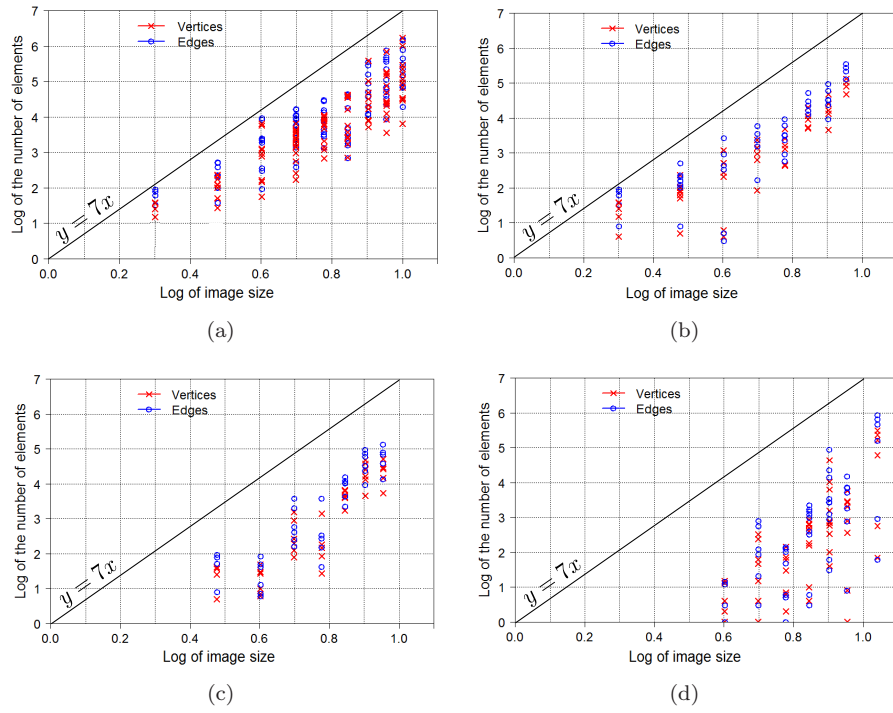 7
6
5
4
3
2
1
0
Log of the number of elements
Vertices
Edges
y = 7x
0.0 0.2 0.4 0.6 0.8 1.0
Log of image size
(a)
7
6
5
4
3
2
1
0
Log of the number of elements
Vertices
Edges
y = 7x
0.0 0.2 0.4 0.6 0.8 1.0
Log of image size
(b)
7
6
5
4
3
2
1
0
Log of the number of elements
Vertices
Edges
y = 7x
0.0 0.2 0.4 0.6 0.8 1.0
Log of image size
(c)
7
6
5
4
3
2
1
0
Log of the number of elements
Vertices
Edges
y = 7x
0.0 0.2 0.4 0.6 0.8 1.0
Log of image size
(d)